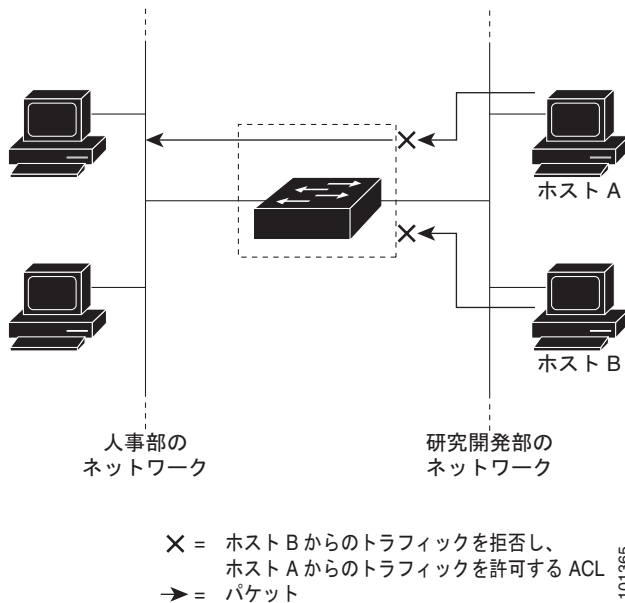 ホスト A
ホスト B
人事部の
ネットワーク
研究開発部の
ネットワーク
✕ = ホスト B からのトラフィックを拒否し、
ホスト A からのトラフィックを許可する ACL
➔ = パケット
101365